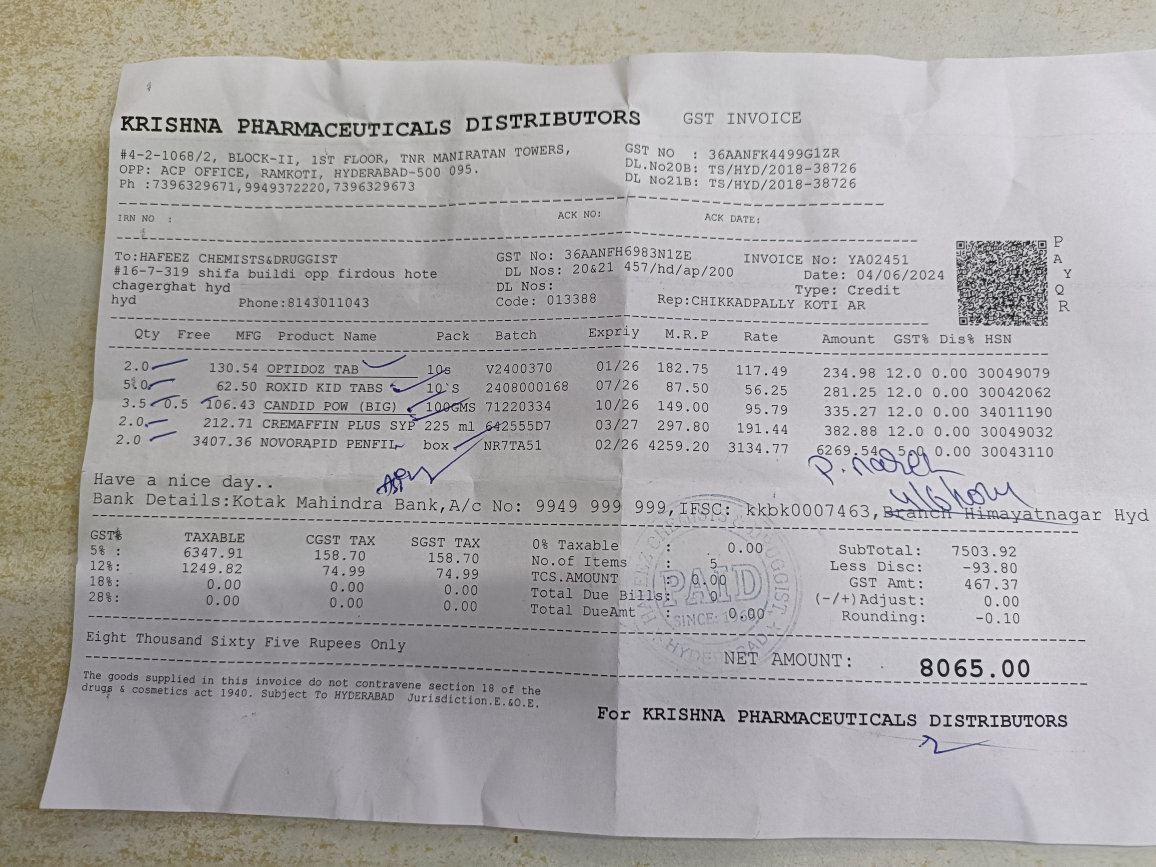 KRISHNA PHARMACEUTICALS DISTRIBUTORS GST INVOICE
#4-2-1068/2, BLOCK-II, 1ST FLOOR, TNR MANIRATAN TOWERS,
OPP: ACP OFFICE, RAMKOTI, HYDERABAD-500 095.
Ph :7396329671,9949372220,7396329673
GST NO : 36AANFK4499G1ZR
DL.No20B: TS/HYD/2018-38726
DL No21B: TS/HYD/2018-38726
IRN NO : ACK NO: ACK DATE:
To:HAFEEZ CHEMISTS&DRUGGIST
#16-7-319 shifa buildi opp firdous hote
chagerghat hyd
hyd Phone:8143011043
GST No: 36AANFH6983N1ZE
DL Nos: 20&21 457/hd/ap/200
DL Nos:
Code: 013388
INVOICE No: YA02451
Date: 04/06/2024
Type: Credit
Rep:CHIKKADPALLY KOTI AR
PAY QR
Qty Free MFG Product Name Pack Batch Expriy M.R.P Rate Amount GST% Dis% HSN
2.0 130.54 OPTIDOZ TAB 10s V2400370 01/26 182.75 117.49 234.98 12.0 0.00 30049079
5.0 62.50 ROXID KID TABS 10`S 2408000168 07/26 87.50 56.25 281.25 12.0 0.00 30042062
3.5 0.5 106.43 CANDID POW (BIG) 100GMS 71220334 10/26 149.00 95.79 335.27 12.0 0.00 34011190
2.0 212.71 CREMAFFIN PLUS SYP 225 ml 642555D7 03/27 297.80 191.44 382.88 12.0 0.00 30049032
2.0 3407.36 NOVORAPID PENFIL box NR7TA51 02/26 4259.20 3134.77 6269.54 5.0 0.00 30043110
Have a nice day..
Bank Details:Kotak Mahindra Bank,A/c No: 9949 999 999,IFSC: kkbk0007463,Branch Himayatnagar Hyd
GST% TAXABLE CGST TAX SGST TAX
5% : 6347.91 158.70 158.70
12%: 1249.82 74.99 74.99
18%: 0.00 0.00 0.00
28%: 0.00 0.00 0.00
0% Taxable : 0.00
No.of Items : 5
TCS.AMOUNT : 0.00
Total Due Bills: 0
Total DueAmt : 0.00
SubTotal: 7503.92
Less Disc: -93.80
GST Amt: 467.37
(-/+)Adjust: 0.00
Rounding: -0.10
HAFEEZ CHEMISTS & DRUGGIST
PAID
SINCE: 1960
HYDERABAD
Eight Thousand Sixty Five Rupees Only
NET AMOUNT: 8065.00
The goods supplied in this invoice do not contravene section 18 of the
drugs & cosmetics act 1940. Subject To HYDERABAD Jurisdiction.E.&O.E.
For KRISHNA PHARMACEUTICALS DISTRIBUTORS